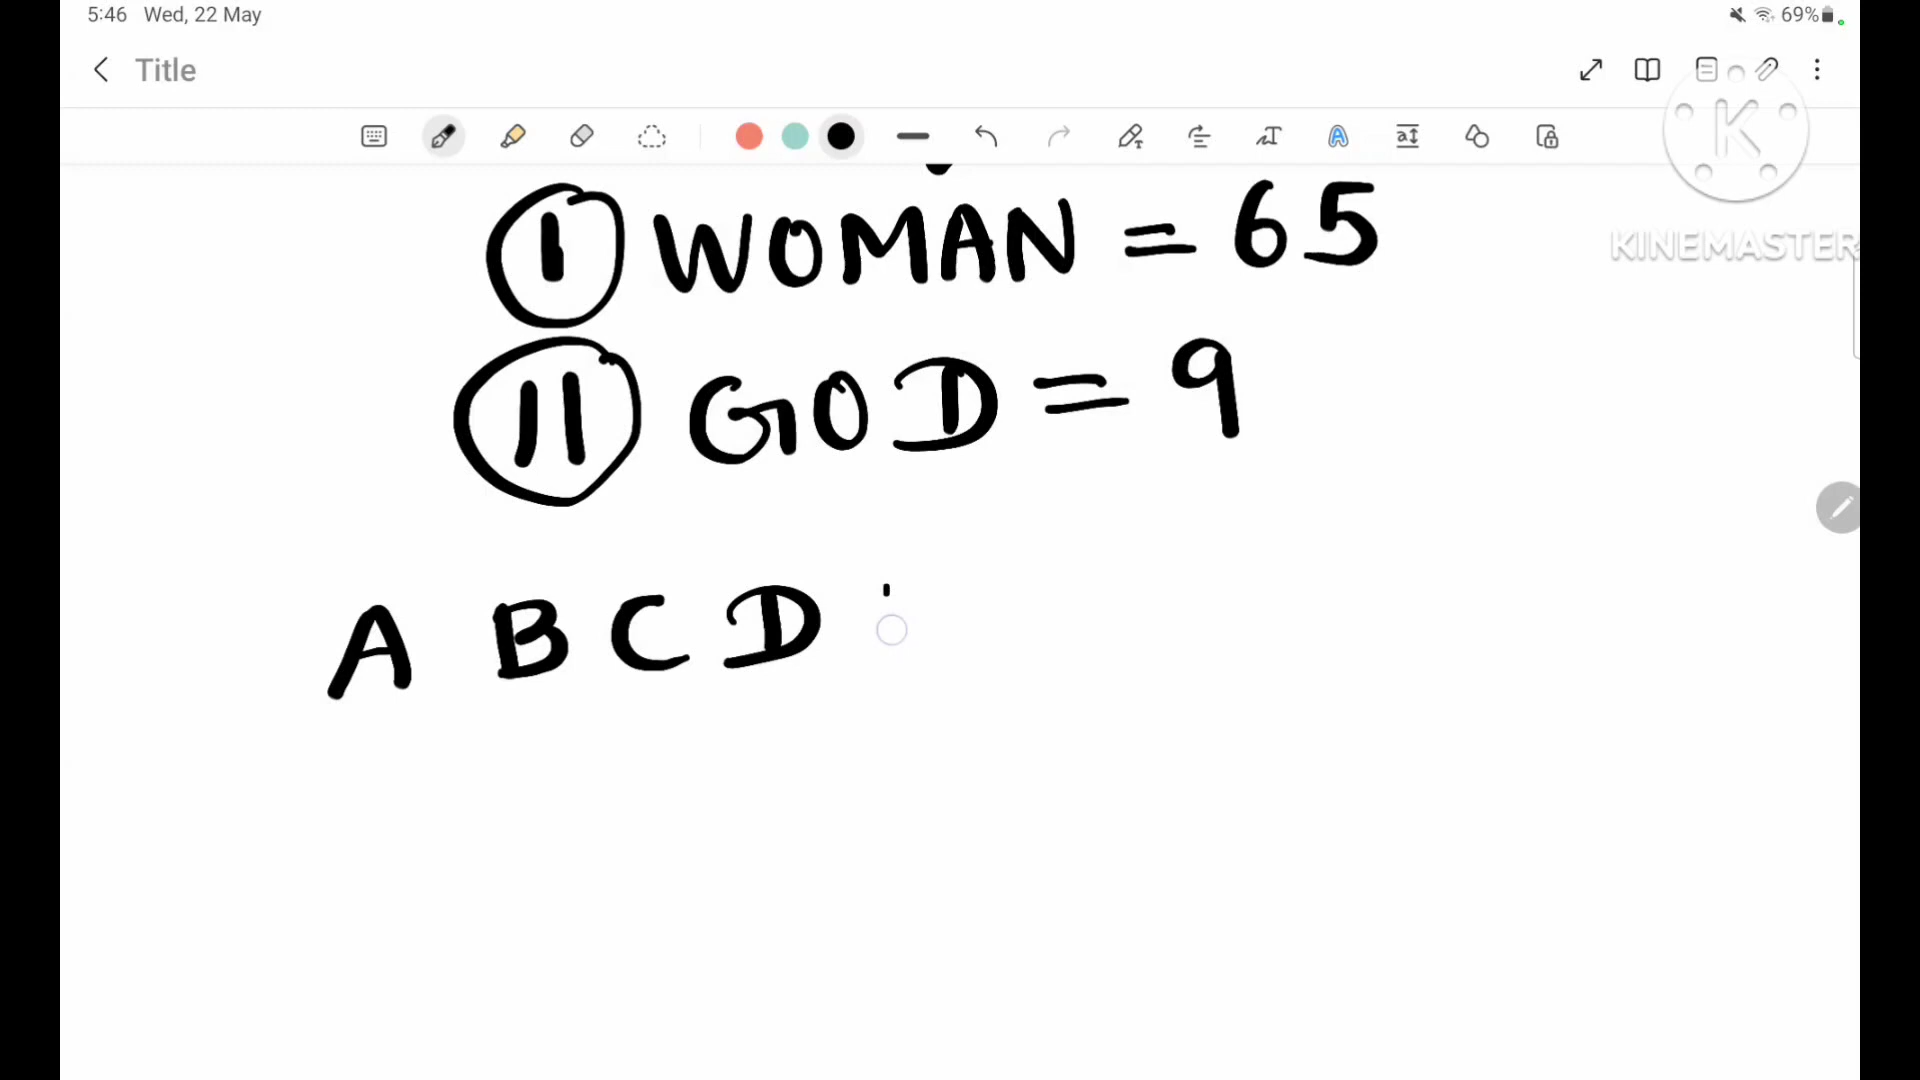 5:46 Wed, 22 May 69%
Title
K
KINEMASTER
I WOMAN = 65
II GOD = 9
A B C D